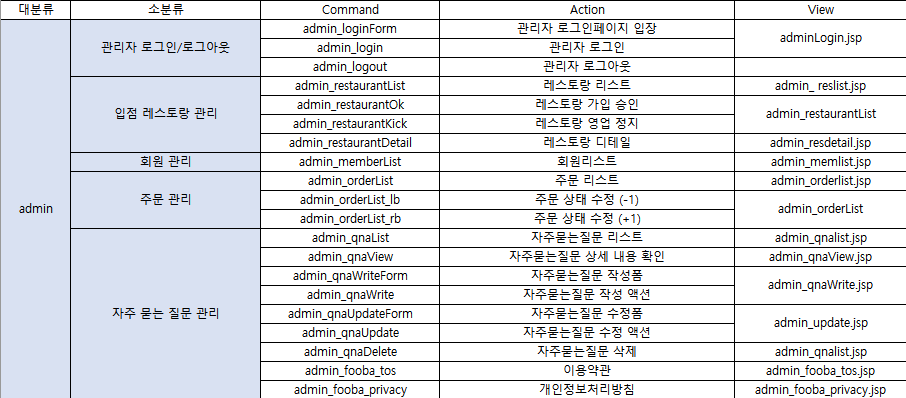 대분류 소분류 Command Action View
admin 관리자 로그인/로그아웃 admin_loginForm 관리자 로그인페이지 입장 adminLogin.jsp
admin_login 관리자 로그인
admin_logout 관리자 로그아웃
입점 레스토랑 관리 admin_restaurantList 레스토랑 리스트 admin_ reslist.jsp
admin_restaurantOk 레스토랑 가입 승인 admin_restaurantList
admin_restaurantKick 레스토랑 영업 정지
admin_restaurantDetail 레스토랑 디테일 admin_resdetail.jsp
회원 관리 admin_memberList 회원리스트 admin_memlist.jsp
주문 관리 admin_orderList 주문 리스트 admin_orderlist.jsp
admin_orderList_lb 주문 상태 수정 (-1) admin_orderList
admin_orderList_rb 주문 상태 수정 (+1)
자주 묻는 질문 관리 admin_qnaList 자주묻는질문 리스트 admin_qnalist.jsp
admin_qnaView 자주묻는질문 상세 내용 확인 admin_qnaView.jsp
admin_qnaWriteForm 자주묻는질문 작성폼 admin_qnaWrite.jsp
admin_qnaWrite 자주묻는질문 작성 액션
admin_qnaUpdateForm 자주묻는질문 수정폼 admin_update.jsp
admin_qnaUpdate 자주묻는질문 수정 액션
admin_qnaDelete 자주묻는질문 삭제 admin_qnalist.jsp
admin_fooba_tos 이용약관 admin_fooba_tos.jsp
admin_fooba_privacy 개인정보처리방침 admin_fooba_privacy.jsp